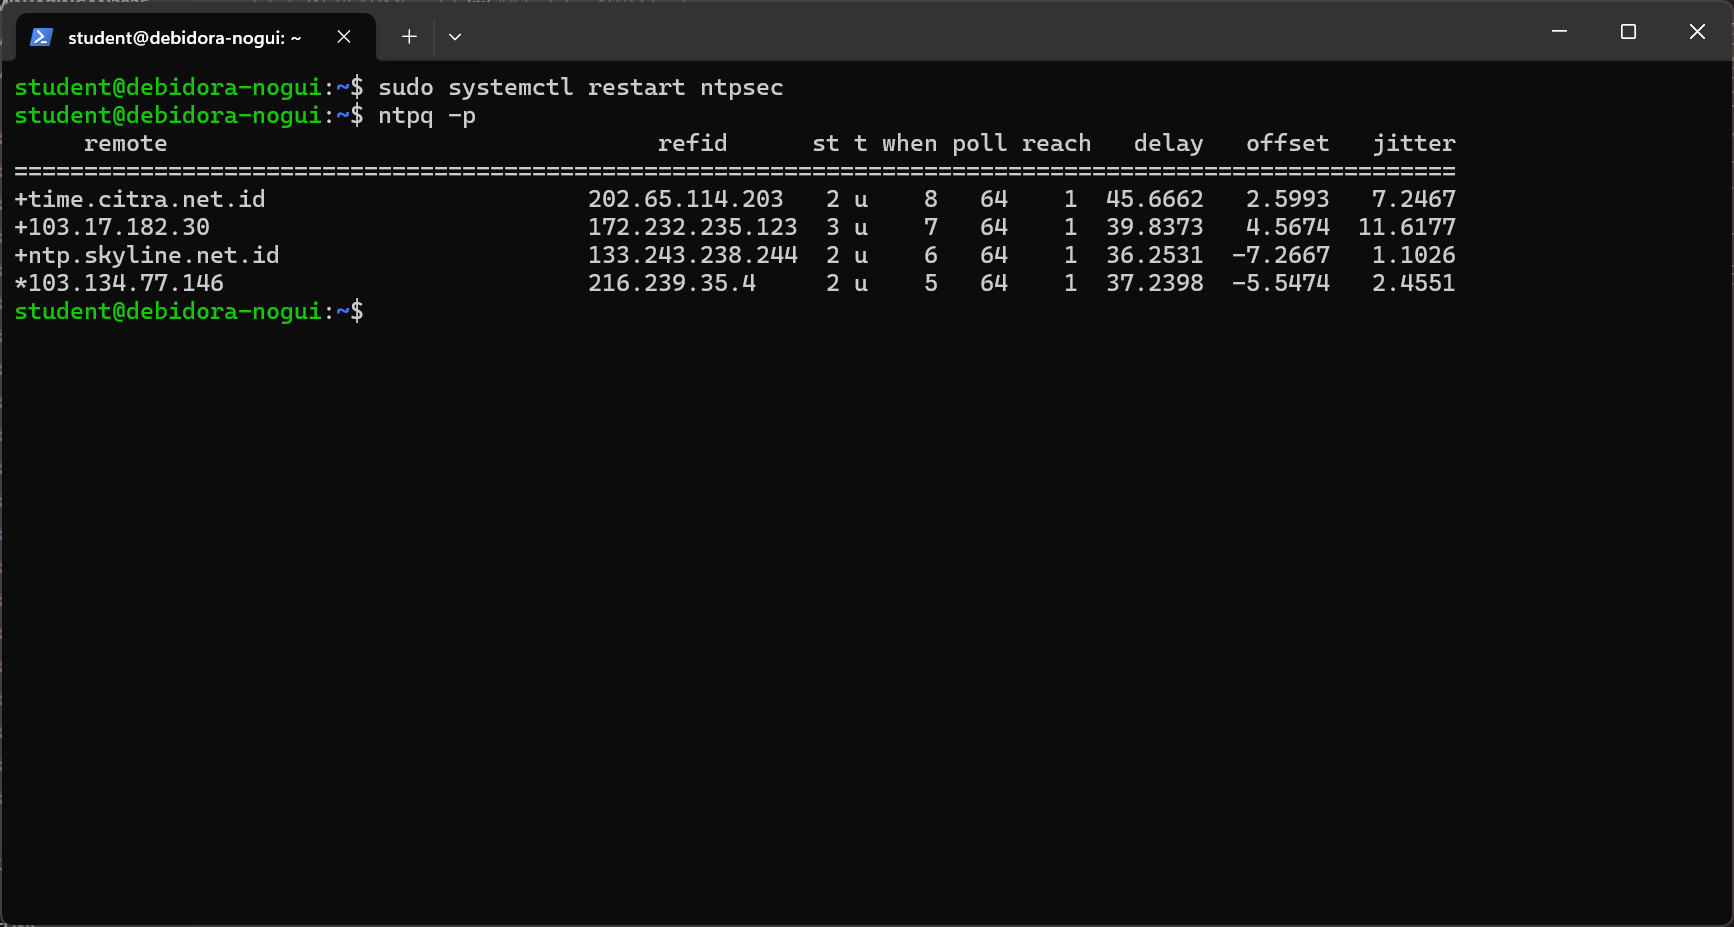 student@debidora-nogui: ~
student@debidora-nogui:~$ sudo systemctl restart ntpsec
student@debidora-nogui:~$ ntpq -p
     remote                                   refid      st t when poll reach   delay   offset   jitter
=======================================================================================================
+time.citra.net.id                       202.65.114.203   2 u    8   64     1  45.6662   2.5993   7.2467
+103.17.182.30                           172.232.235.123  3 u    7   64     1  39.8373   4.5674  11.6177
+ntp.skyline.net.id                      133.243.238.244  2 u    6   64     1  36.2531  -7.2667   1.1026
*103.134.77.146                          216.239.35.4     2 u    5   64     1  37.2398  -5.5474   2.4551
student@debidora-nogui:~$